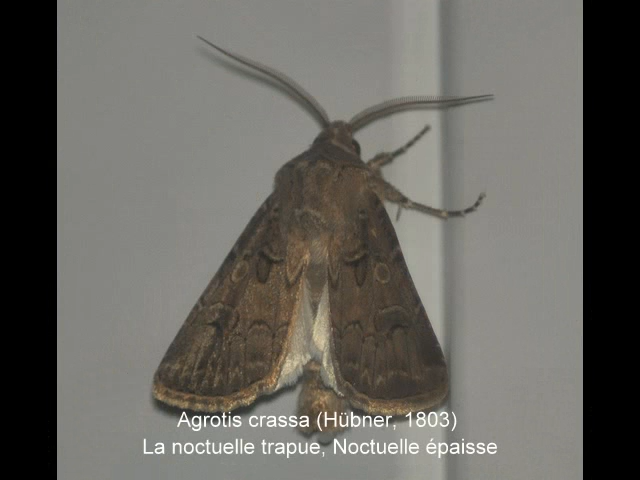 Agrotis crassa (Hübner, 1803)
La noctuelle trapue, Noctuelle épaisse